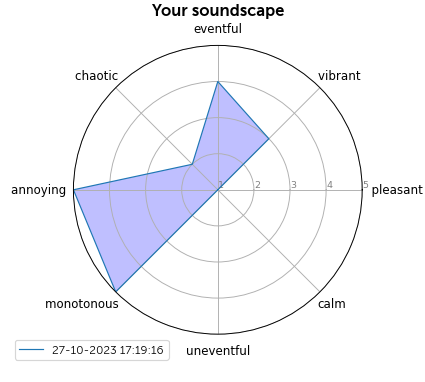 Your soundscape
eventful
chaotic
vibrant
annoying
1 2 3 4 5
pleasant
monotonous
calm
27-10-2023 17:19:16
uneventful